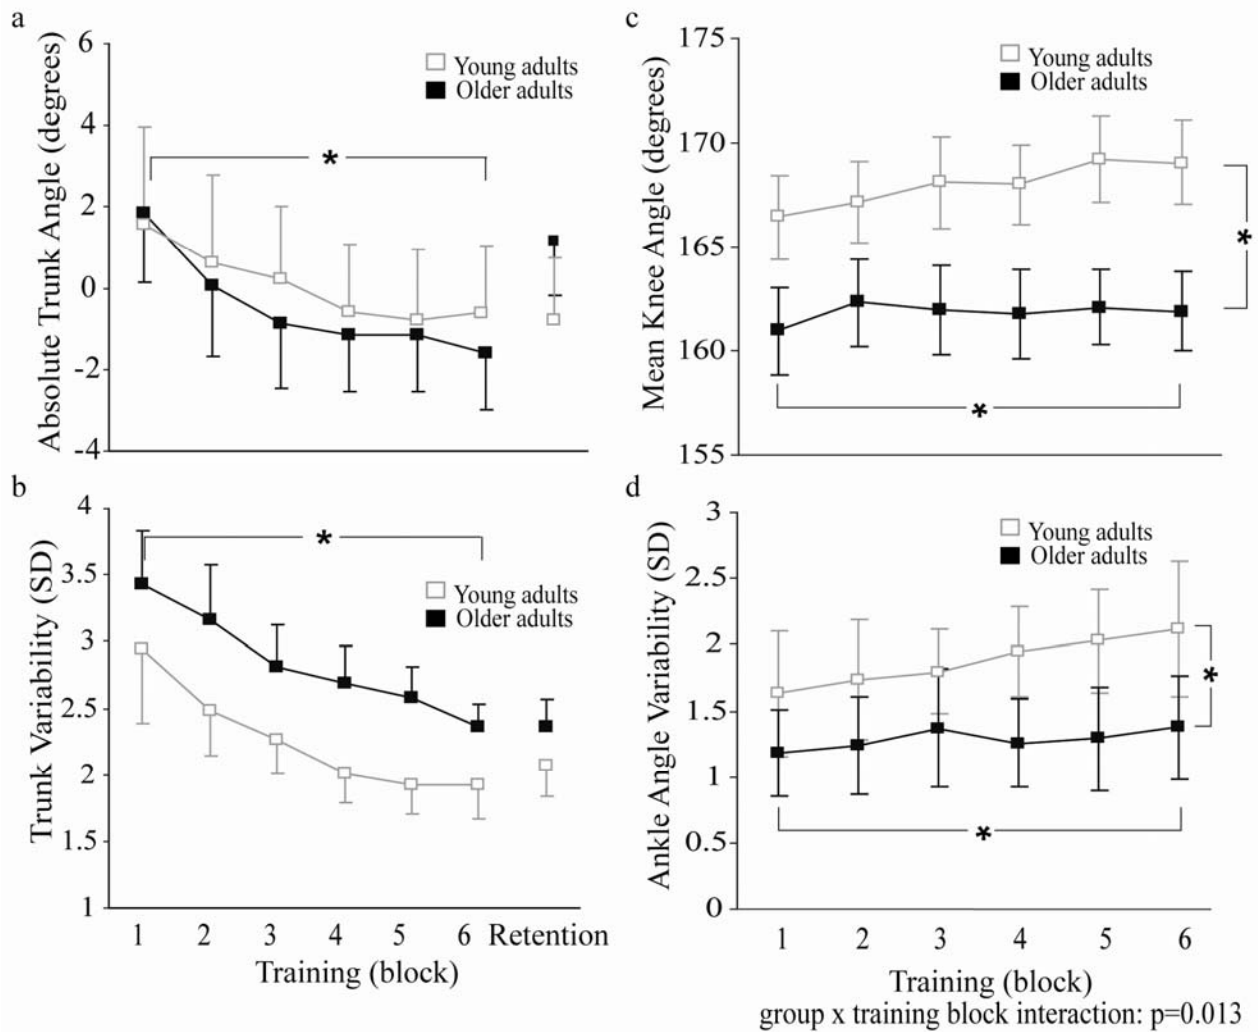 a
Absolute Trunk Angle (degrees)
6
4
2
0
-2
-4
Young adults
Older adults
*
b
Trunk Variability (SD)
4
3.5
3
2.5
2
1.5
1
*
Young adults
Older adults
1 2 3 4 5 6 Retention
Training (block)
c
Mean Knee Angle (degrees)
175
170
165
160
155
Young adults
Older adults
*
*
d
Ankle Angle Variability (SD)
3
2.5
2
1.5
1
0.5
0
Young adults
Older adults
*
*
1 2 3 4 5 6
Training (block)
group x training block interaction: p=0.013